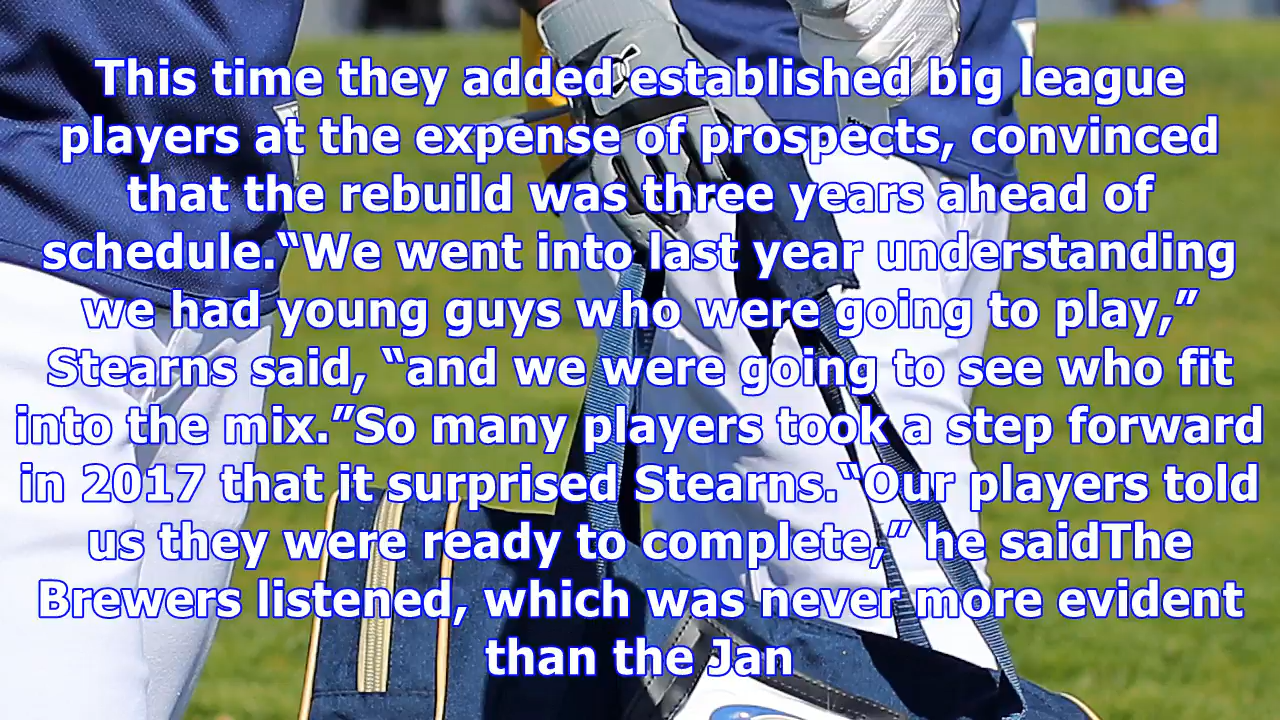 This time they added established big league
players at the expense of prospects, convinced
that the rebuild was three years ahead of
schedule.“We went into last year understanding
we had young guys who were going to play,”
Stearns said, “and we were going to see who fit
into the mix.”So many players took a step forward
in 2017 that it surprised Stearns.“Our players told
us they were ready to complete,” he saidThe
Brewers listened, which was never more evident
than the Jan